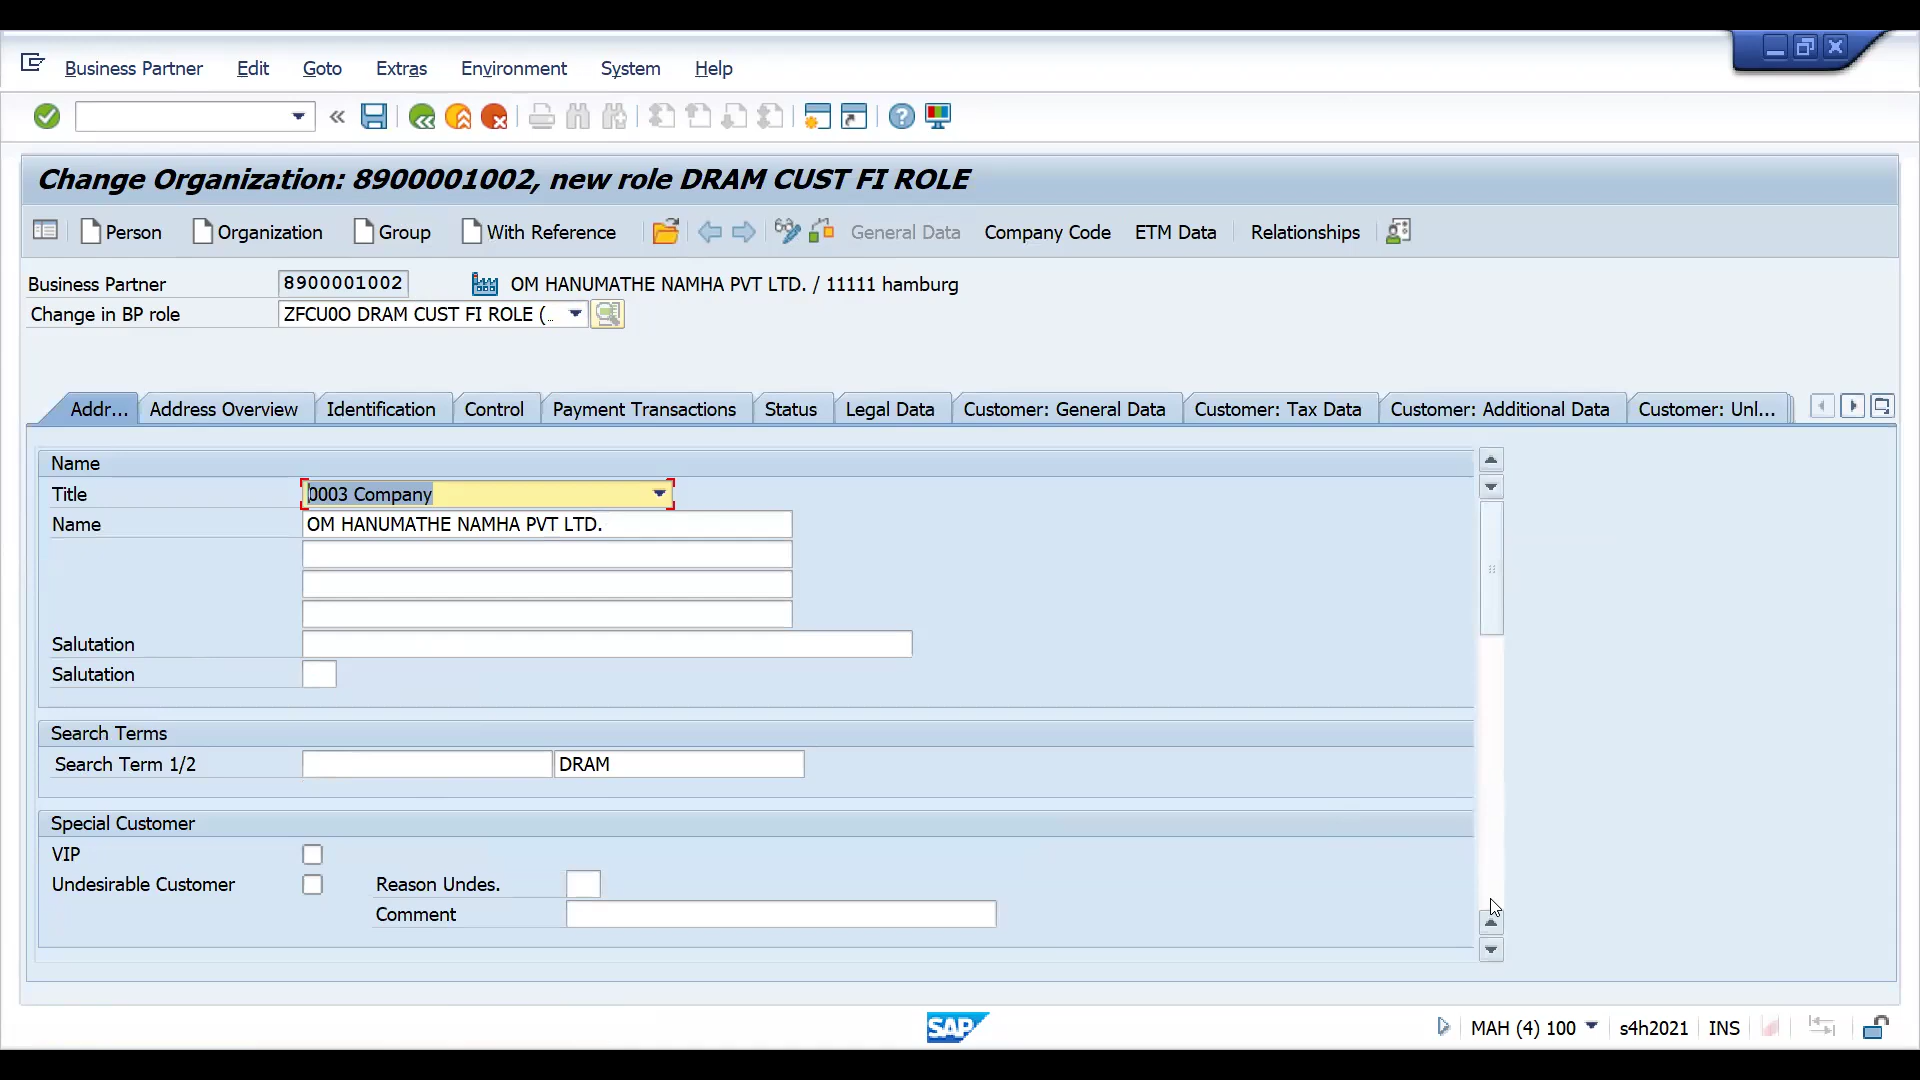 Business Partner Edit Goto Extras Environment System Help
Change Organization: 8900001002, new role DRAM CUST FI ROLE
Person Organization Group With Reference General Data Company Code ETM Data Relationships
Business Partner 8900001002 OM HANUMATHE NAMHA PVT LTD. / 11111 hamburg
Change in BP role ZFCU0O DRAM CUST FI ROLE (...
Addr... Address Overview Identification Control Payment Transactions Status Legal Data Customer: General Data Customer: Tax Data Customer: Additional Data Customer: Unl...
Name
Title 0003 Company
Name OM HANUMATHE NAMHA PVT LTD.
Salutation
Salutation
Search Terms
Search Term 1/2 DRAM
Special Customer
VIP
Undesirable Customer Reason Undes.
Comment
SAP MAH (4) 100 s4h2021 INS